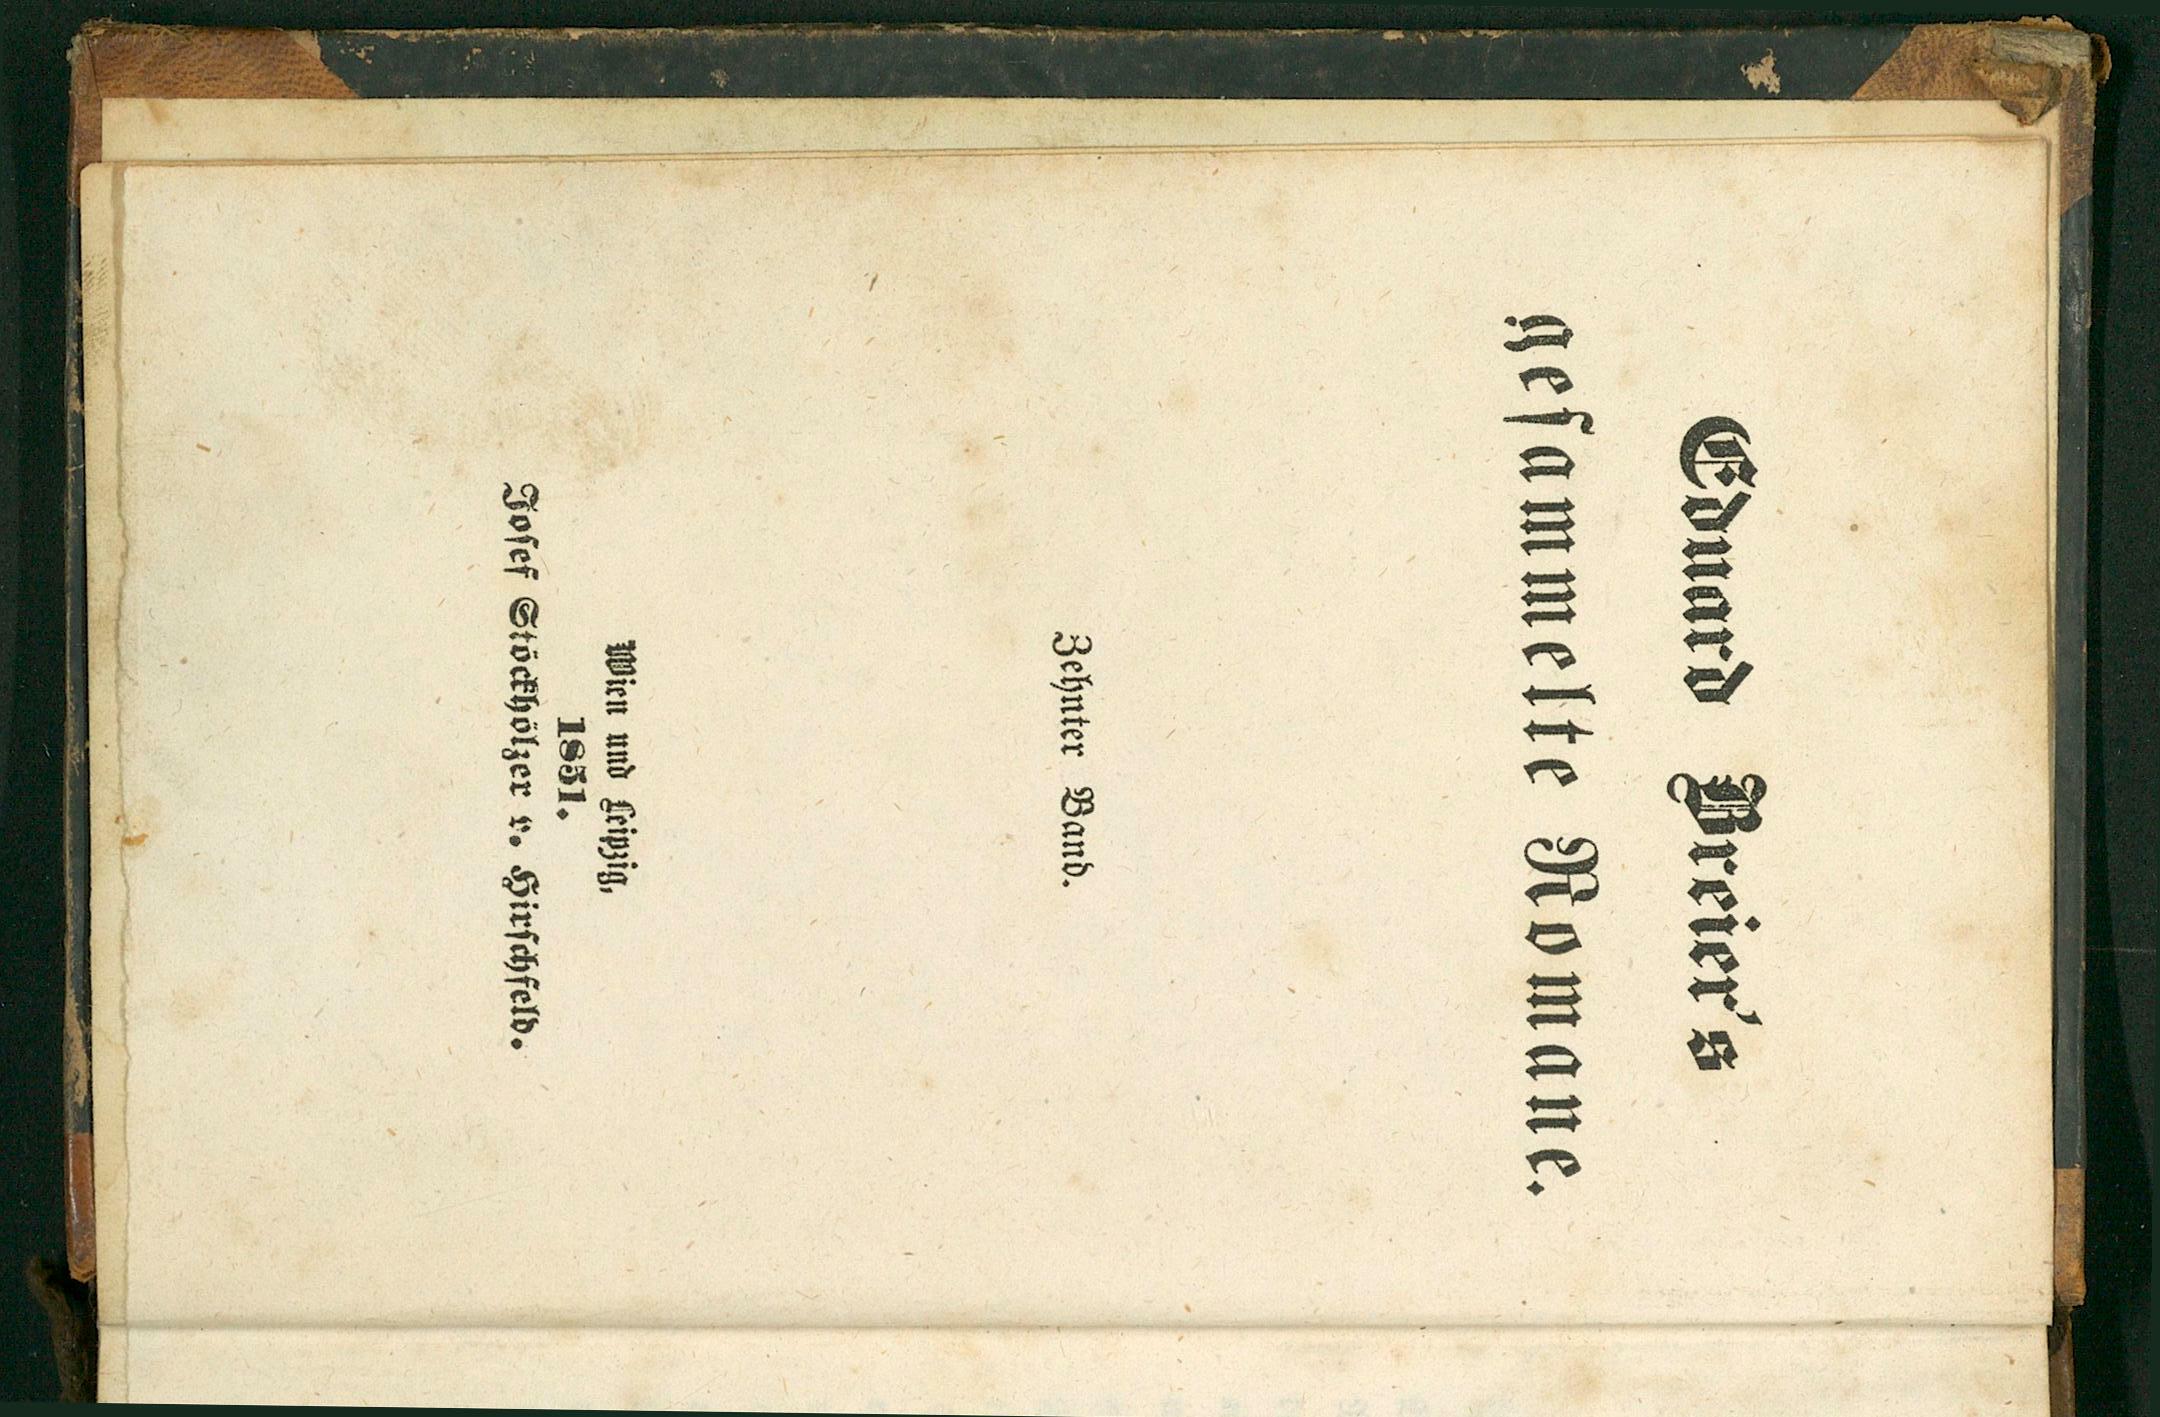 Eduard Breier's
gesammelte Romane.
Zehnter Band.
Wien und Leipzig,
1851.
Josef Stöckhölzer v. Hirschfeld.